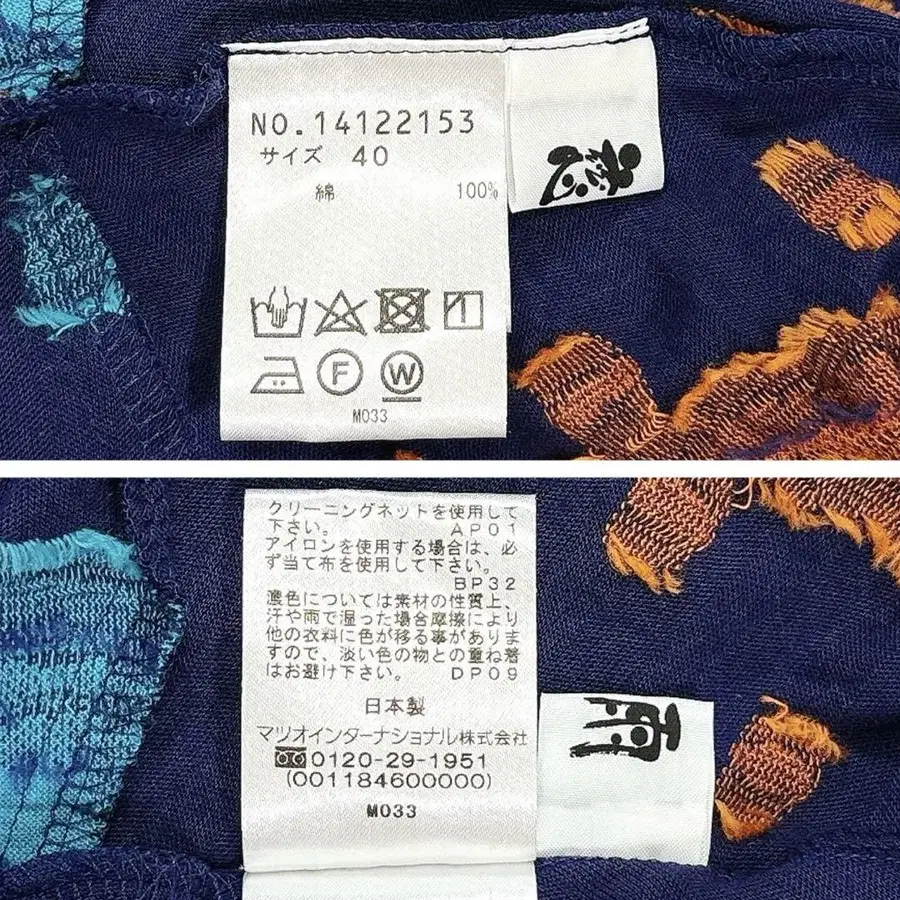 NO.14122153
サイズ 40
綿 100%
F W
M033
クリーニングネットを使用して
下さい。 AP01
アイロンを使用する場合は、必
ず当て布を使用して下さい。
BP32
濃色については素材の性質上、
汗や雨で湿った場合摩擦により
他の衣料に色が移る事がありま
すので、淡い色の物との重ね着
はお避け下さい。 DP09
日本製
マツオインターナショナル株式会社
0120-29-1951
(001184600000)
M033